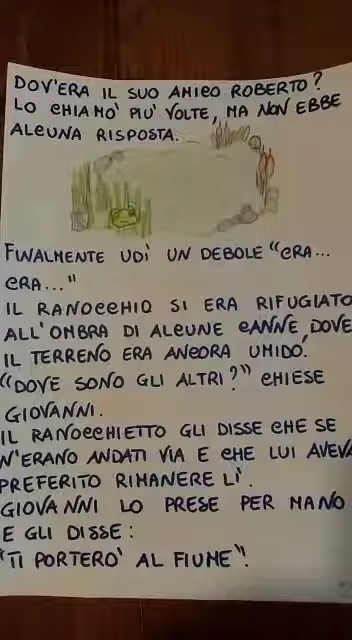 DOV'ERA IL SUO AMICO ROBERTO?
LO CHIAMÒ PIÙ VOLTE, MA NON EBBE
ALCUNA RISPOSTA.
FINALMENTE UDÌ UN DEBOLE "CRA...
CRA..."
IL RANOCCHIO SI ERA RIFUGIATO
ALL'OMBRA DI ALCUNE CANNE, DOVE
IL TERRENO ERA ANCORA UMIDO.
"DOVE SONO GLI ALTRI?" CHIESE
GIOVANNI.
IL RANOCCHIETTO GLI DISSE CHE SE
N'ERANO ANDATI VIA E CHE LUI AVEVA
PREFERITO RIMANERE LÌ.
GIOVANNI LO PRESE PER MANO
E GLI DISSE:
"TI PORTERÒ AL FIUME".